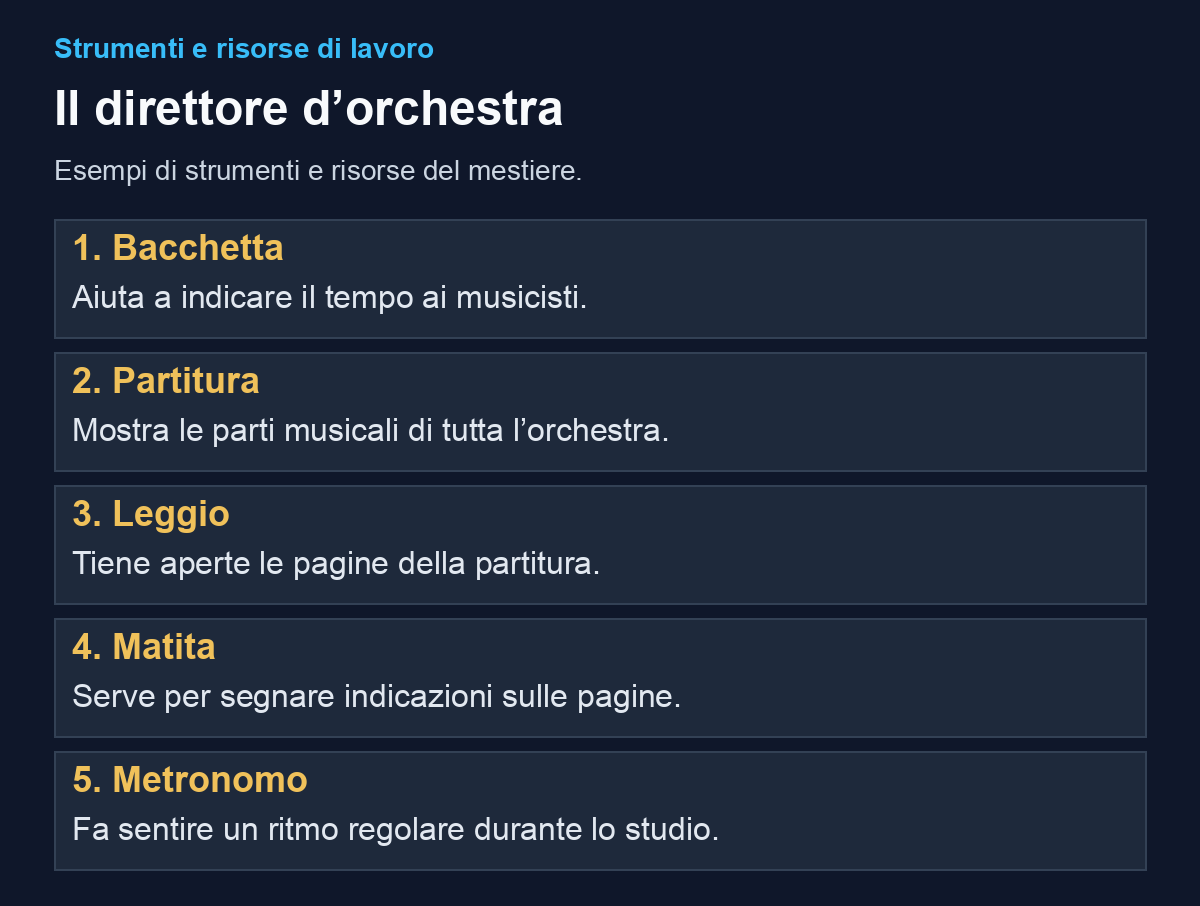 Strumenti e risorse di lavoro
Il direttore d’orchestra
Esempi di strumenti e risorse del mestiere.
1. Bacchetta
Aiuta a indicare il tempo ai musicisti.
2. Partitura
Mostra le parti musicali di tutta l’orchestra.
3. Leggio
Tiene aperte le pagine della partitura.
4. Matita
Serve per segnare indicazioni sulle pagine.
5. Metronomo
Fa sentire un ritmo regolare durante lo studio.